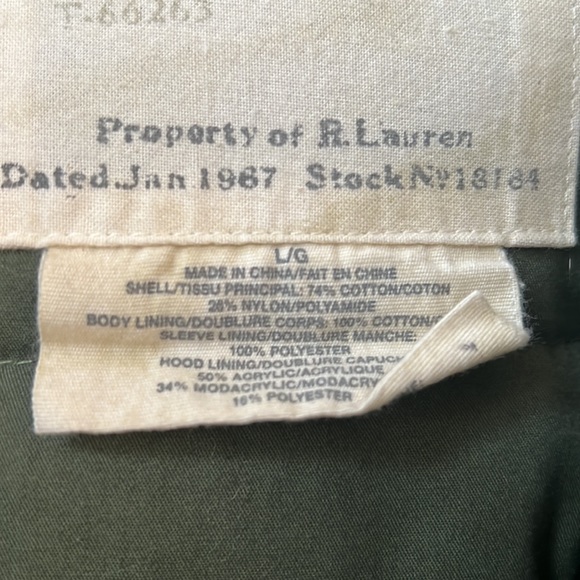 T-66263
Property of R.Lauren
Dated Jan 1967 Stock Nº 18184
L/G
MADE IN CHINA/FAIT EN CHINE
SHELL/TISSU PRINCIPAL: 74% COTTON/COTON
26% NYLON/POLYAMIDE
BODY LINING/DOUBLURE CORPS: 100% COTTON/
SLEEVE LINING/DOUBLURE MANCHE:
100% POLYESTER
HOOD LINING/DOUBLURE CAPUCH
50% ACRYLIC/ACRYLIQUE
34% MODACRYLIC/MODACRY
16% POLYESTER